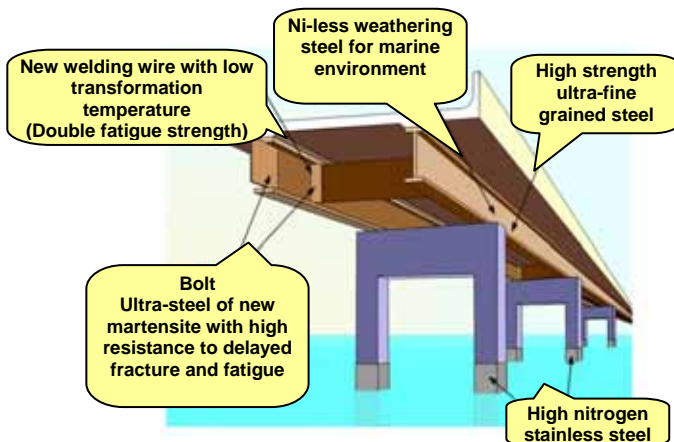 Ni-less weathering
steel for marine
environment
New welding wire with low
transformation
temperature
(Double fatigue strength)
High strength
ultra-fine
grained steel
Bolt
Ultra-steel of new
martensite with high
resistance to delayed
fracture and fatigue
High nitrogen
stainless steel